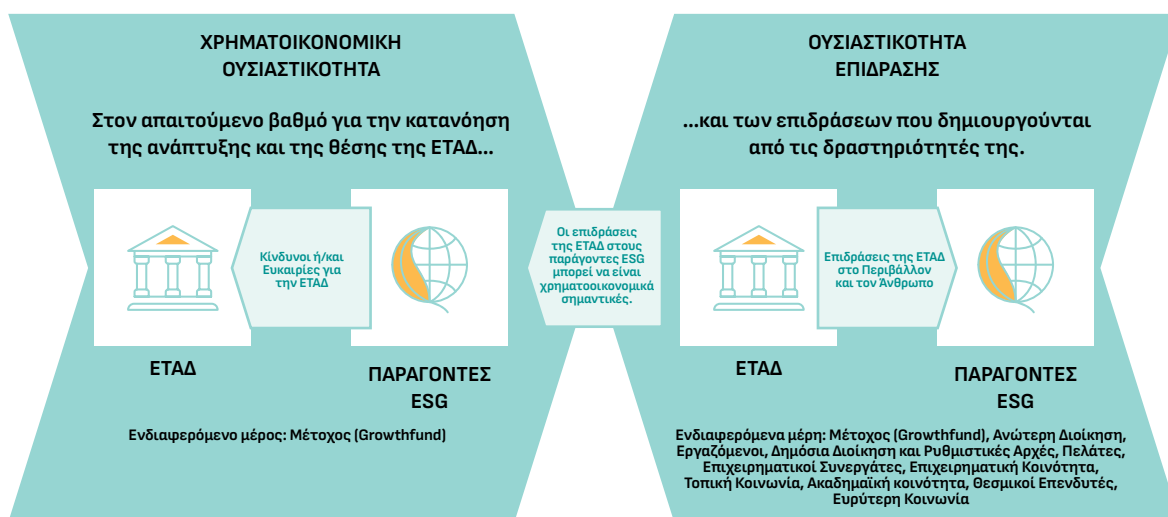 ΧΡΗΜΑΤΟΙΚΟΝΟΜΙΚΗ
ΟΥΣΙΑΣΤΙΚΟΤΗΤΑ
Στον απαιτούμενο βαθμό για την κατανόηση
της ανάπτυξης και της θέσης της ΕΤΑΔ...
Κίνδυνοι ή/και
Ευκαιρίες για
την ΕΤΑΔ
ΕΤΑΔ
ΠΑΡΑΓΟΝΤΕΣ
ESG
Ενδιαφερόμενο μέρος: Μέτοχος (Growthfund)
Οι επιδράσεις
της ΕΤΑΔ στους
παράγοντες ESG
μπορεί να είναι
χρηματοοικονομικά
σημαντικές.
ΟΥΣΙΑΣΤΙΚΟΤΗΤΑ
ΕΠΙΔΡΑΣΗΣ
...και των επιδράσεων που δημιουργούνται
από τις δραστηριότητές της.
Επιδράσεις της ΕΤΑΔ
στο Περιβάλλον
και τον Άνθρωπο
ΕΤΑΔ
ΠΑΡΑΓΟΝΤΕΣ
ESG
Ενδιαφερόμενα μέρη: Μέτοχος (Growthfund), Ανώτερη Διοίκηση,
Εργαζόμενοι, Δημόσια Διοίκηση και Ρυθμιστικές Αρχές, Πελάτες,
Επιχειρηματικοί Συνεργάτες, Επιχειρηματική Κοινότητα,
Τοπική Κοινωνία, Ακαδημαϊκή κοινότητα, Θεσμικοί Επενδυτές,
Ευρύτερη Κοινωνία